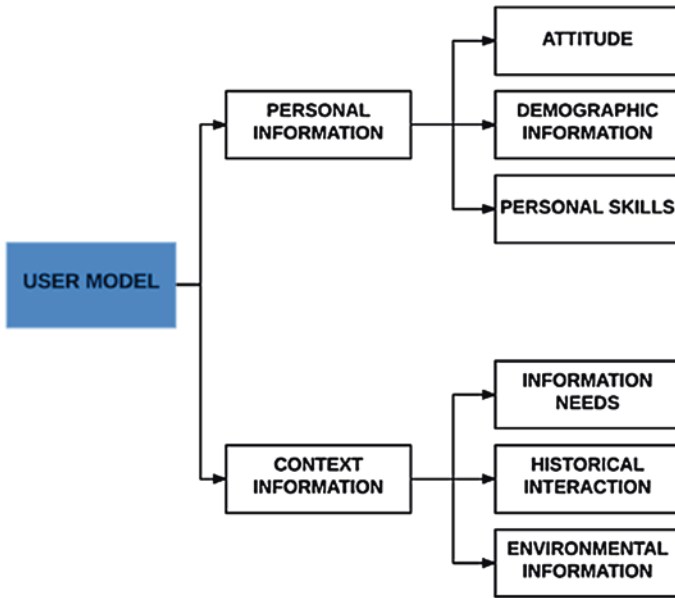 ATTITUDE
PERSONAL
INFORMATION
DEMOGRAPHIC
INFORMATION
PERSONAL SKILLS
USER MODEL
INFORMATION
NEEDS
CONTEXT
INFORMATION
HISTORICAL
INTERACTION
ENVIRONMENTAL
INFORMATION